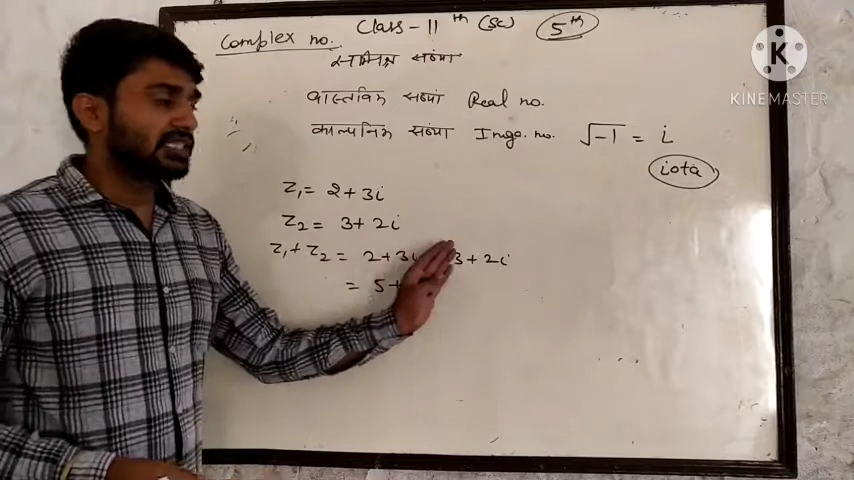 Complex no. Class - 11th (Sc) 5th
सम्मिश्र संख्या
वास्तविक संख्या Real no.
काल्पनिक संख्या Imga. no. √-1 = i
iota
Z₁ = 2 + 3i
Z₂ = 3 + 2i
Z₁ + Z₂ = 2 + 3i 3 + 2i
= 5 +
K
KINEMASTER